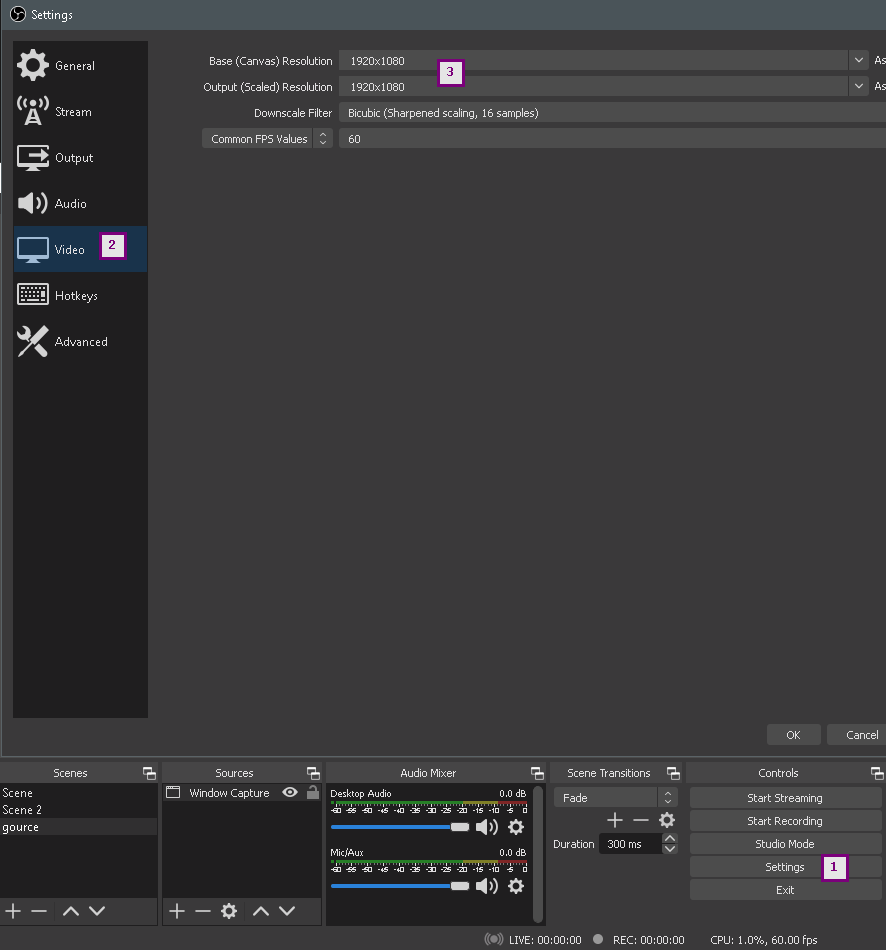 Settings
General
Stream
Output
Audio
Video 2
Hotkeys
Advanced
Base (Canvas) Resolution 1920x1080 As
3
Output (Scaled) Resolution 1920x1080 As
Downscale Filter Bicubic (Sharpened scaling, 16 samples)
Common FPS Values 60
OK Cancel
Scenes
Scene
Scene 2
gource
Sources
Window Capture
Audio Mixer
Desktop Audio 0.0 dB
-60 -55 -50 -45 -40 -35 -30 -25 -20 -15 -10 -5 0
Mic/Aux 0.0 dB
-60 -55 -50 -45 -40 -35 -30 -25 -20 -15 -10 -5 0
Scene Transitions
Fade
Duration 300 ms
Controls
Start Streaming
Start Recording
Studio Mode
Settings 1
Exit
LIVE: 00:00:00 REC: 00:00:00 CPU: 1.0%, 60.00 fps